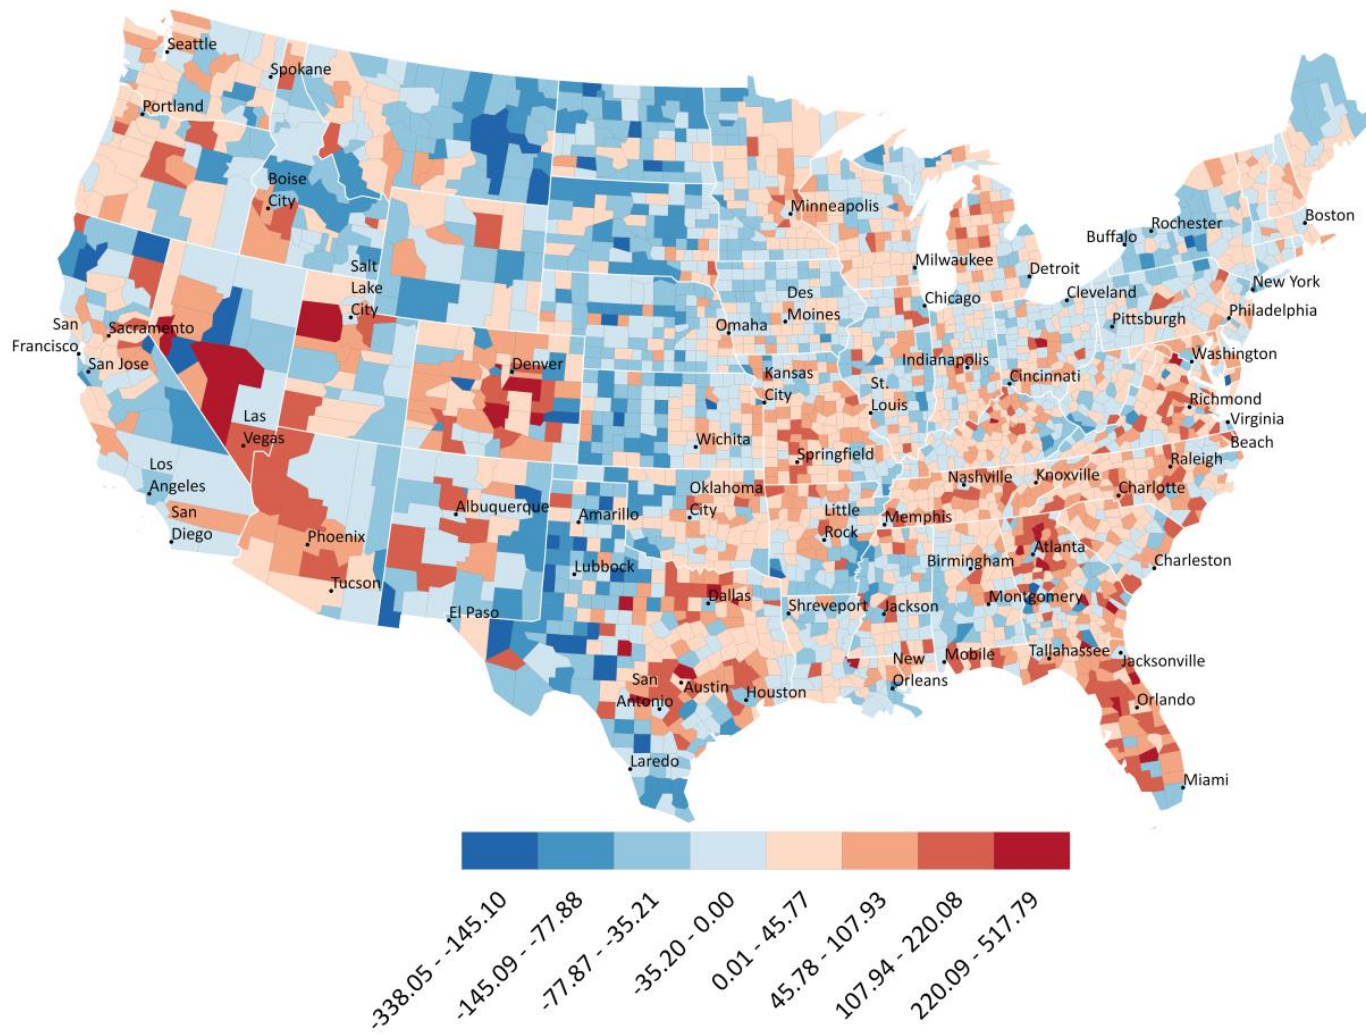 Seattle
Spokane
Portland
Boise
City
Minneapolis
Boston
Rochester
Buffalo
Milwaukee
Detroit
Salt
Lake
City
New York
Cleveland
Chicago
Des
Moines
Philadelphia
Pittsburgh
Omaha
San
Francisco
Sacramento
San Jose
Denver
Indianapolis
Washington
Kansas
City
Cincinnati
St.
Louis
Richmond
Virginia
Beach
Las
Vegas
Wichita
Springfield
Raleigh
Los
Angeles
Nashville
Knoxville
Charlotte
Oklahoma
City
Albuquerque
Amarillo
San
Diego
Little
Rock
Memphis
Phoenix
Atlanta
Birmingham
Charleston
Lubbock
Tucson
Dallas
Shreveport
Jackson
Montgomery
El Paso
New
Orleans
Mobile
Tallahassee
Jacksonville
San
Antonio
Austin
Houston
Orlando
Laredo
Miami
-338.05 - -145.10
-145.09 - -77.88
-77.87 - -35.21
-35.20 - 0.00
0.01 - 45.77
45.78 - 107.93
107.94 - 220.08
220.09 - 517.79